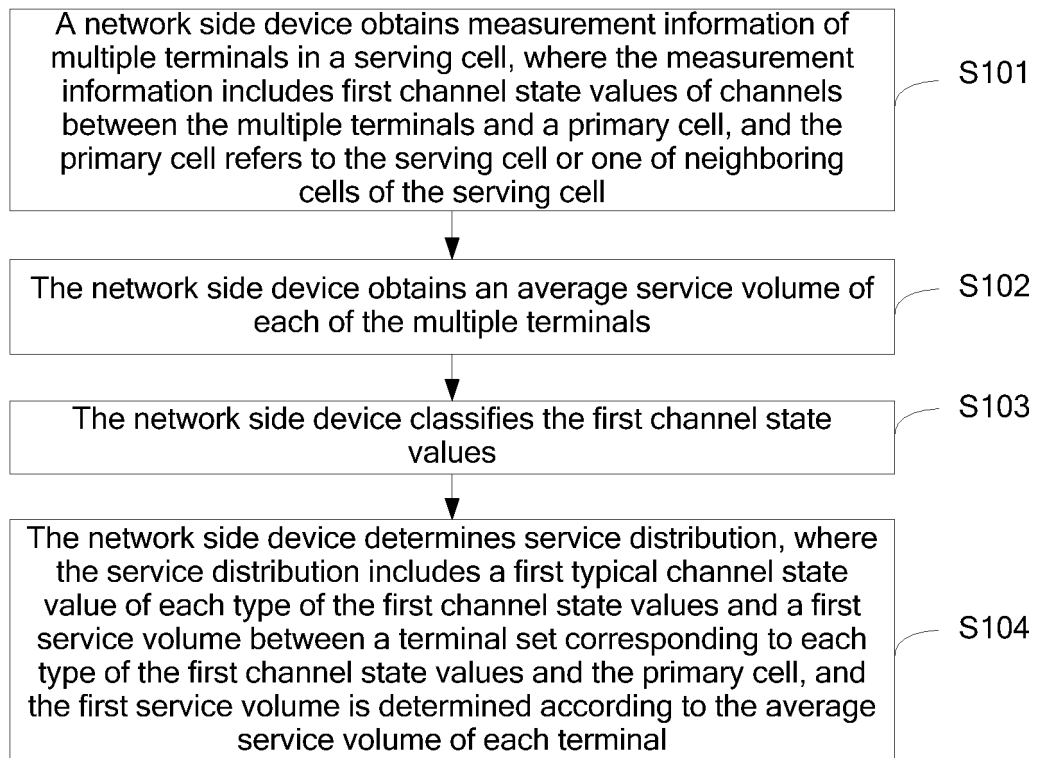 A network side device obtains measurement information of
multiple terminals in a serving cell, where the measurement
information includes first channel state values of channels
between the multiple terminals and a primary cell, and the
primary cell refers to the serving cell or one of neighboring
cells of the serving cell
S101
The network side device obtains an average service volume of
each of the multiple terminals
S102
The network side device classifies the first channel state
values
S103
The network side device determines service distribution, where
the service distribution includes a first typical channel state
value of each type of the first channel state values and a first
service volume between a terminal set corresponding to each
type of the first channel state values and the primary cell, and
the first service volume is determined according to the average
service volume of each terminal
S104